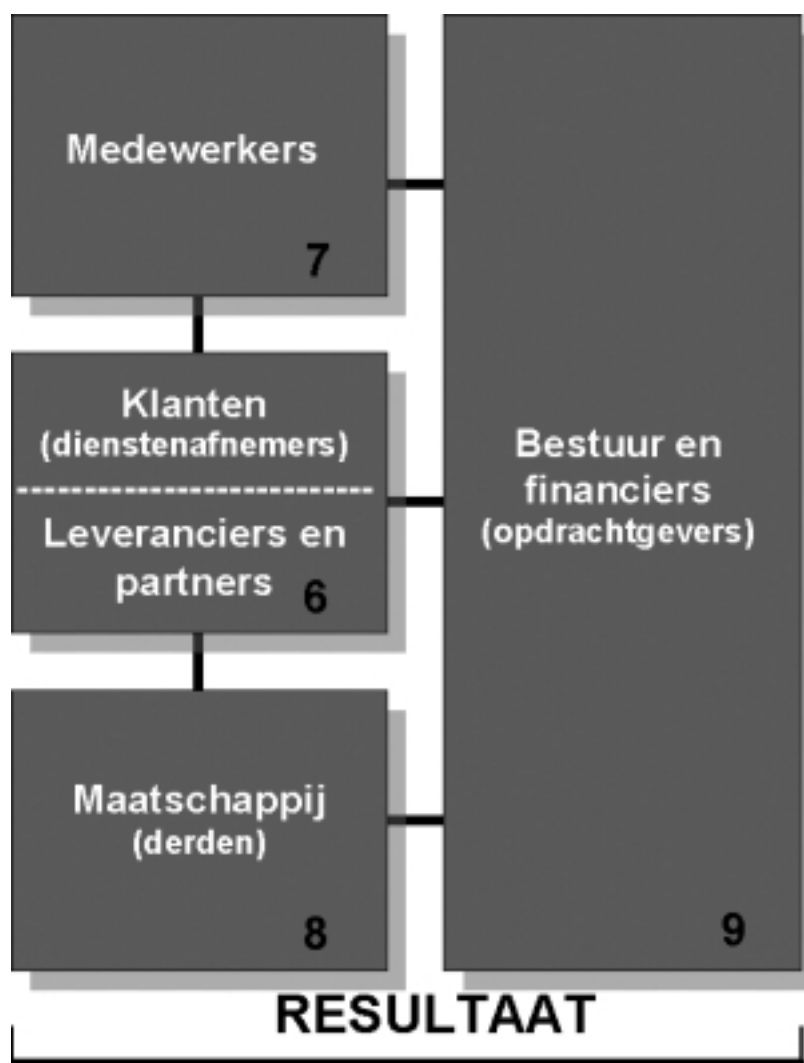 Medewerkers
7
Klanten
(dienstenafnemers)
Leveranciers en
partners
6
Maatschappij
(derden)
8
Bestuur en
financiers
(opdrachtgevers)
9
RESULTAAT